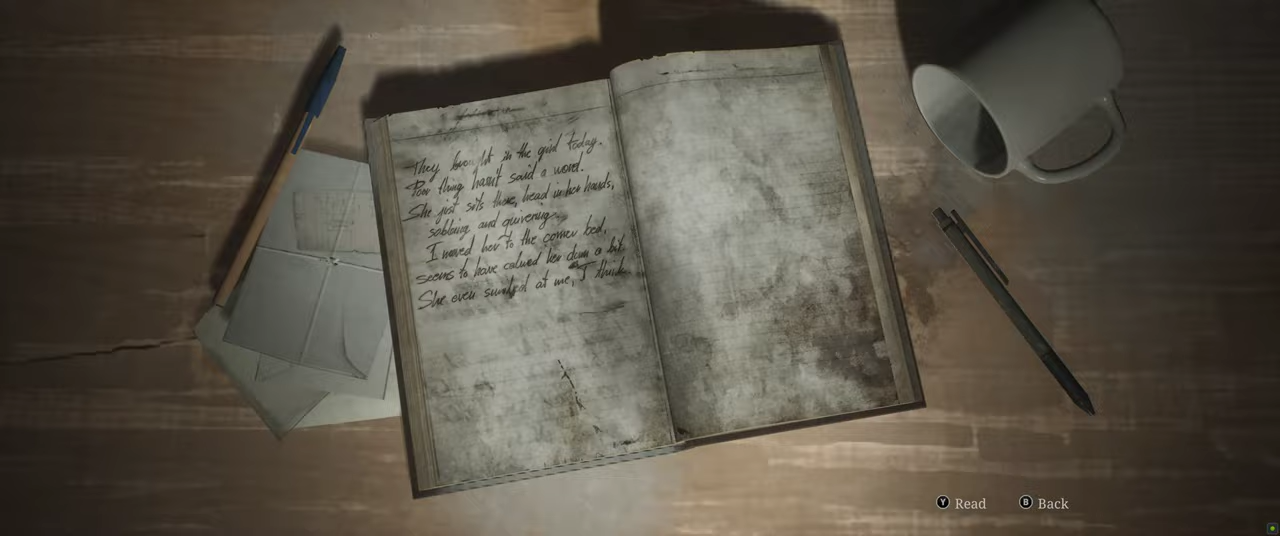 They brought in the girl today.
Poor thing hasn't said a word.
She just sits there, head in her hands,
sobbing and quivering.
I moved her to the corner bed,
seems to have calmed her down a bit.
She even smiled at me, I think.
Y Read B Back